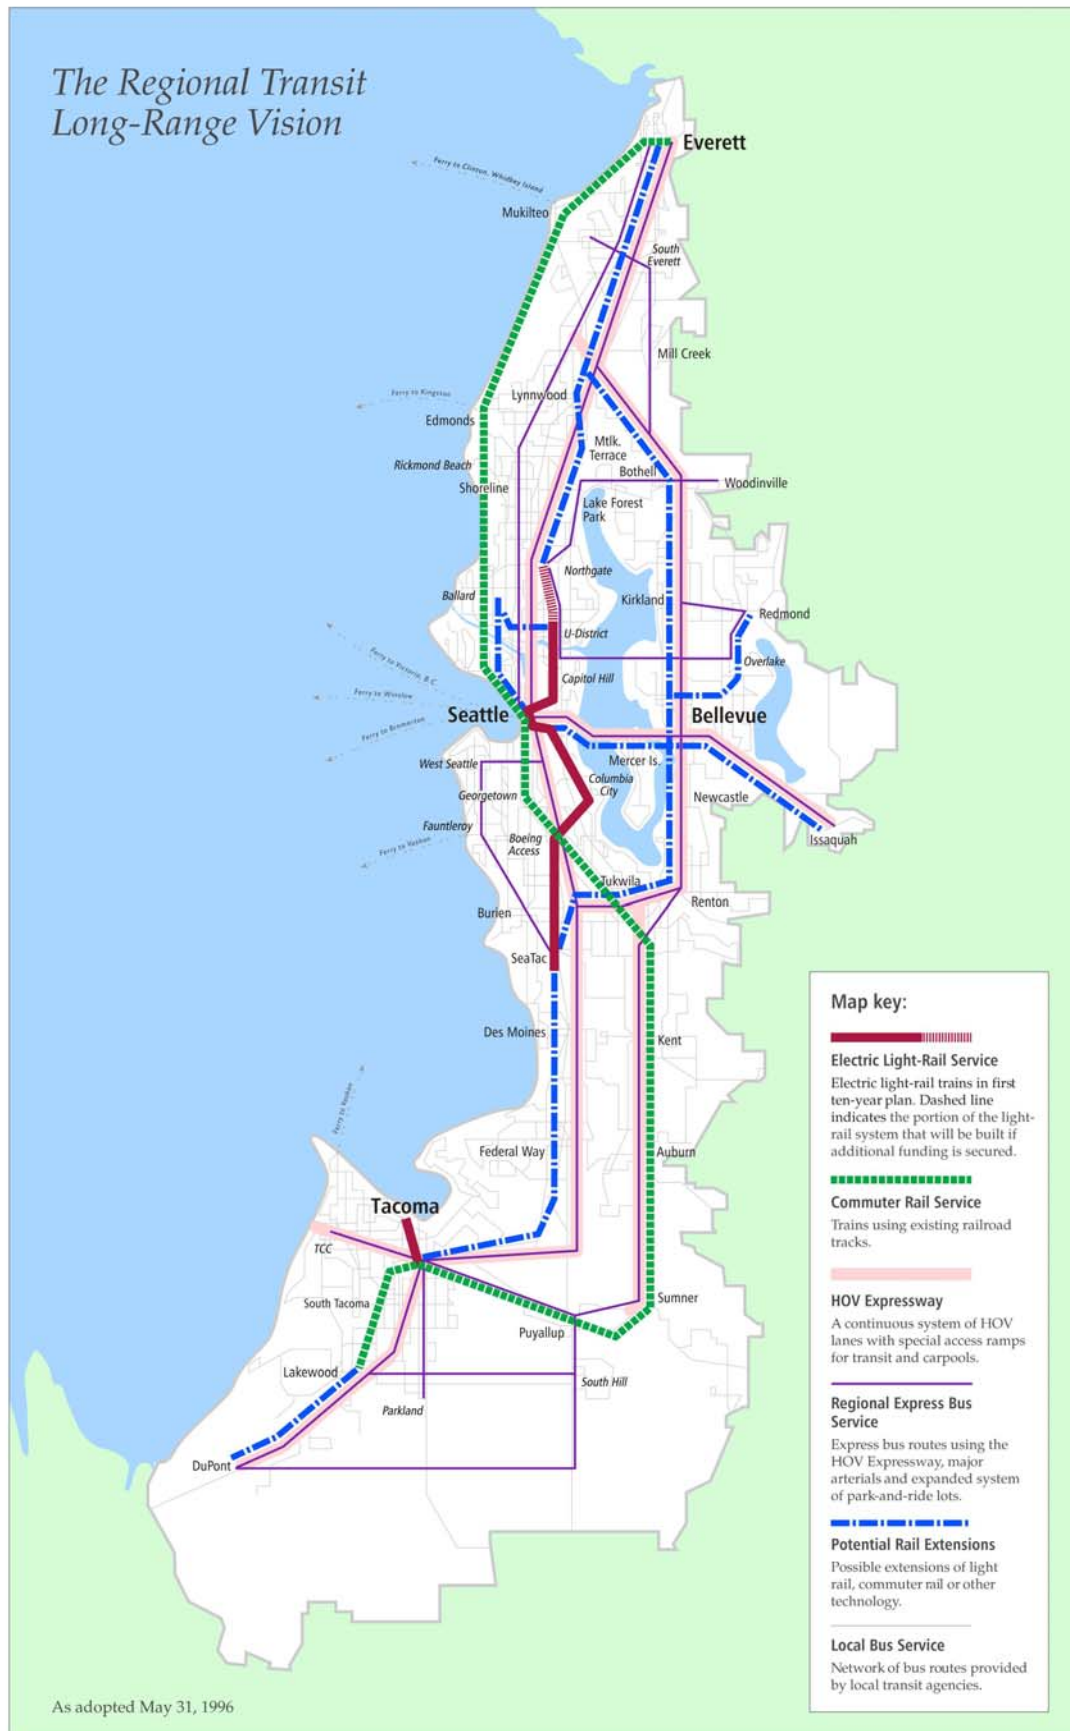 The Regional Transit
Long-Range Vision
Everett
Ferry to Clinton, Whidbey Island
Mukilteo
South
Everett
Mill Creek
Ferry to Kingston
Lynnwood
Edmonds
Mtlk.
Terrace
Rickmond Beach
Bothell
Shoreline
Woodinville
Lake Forest
Park
Northgate
Ballard
Kirkland
Redmond
U-District
Ferry to Victoria, B.C.
Overlake
Capitol Hill
Ferry to Winslow
Seattle
Bellevue
Ferry to Bremerton
West Seattle
Mercer Is.
Columbia
City
Georgetown
Newcastle
Fauntleroy
Boeing
Access
Issaquah
Ferry to Vashon
Tukwila
Renton
Burien
SeaTac
Des Moines
Kent
Ferry to Vashon
Federal Way
Auburn
Tacoma
TCC
South Tacoma
Sumner
Puyallup
Lakewood
South Hill
Parkland
DuPont
Map key:
Electric Light-Rail Service
Electric light-rail trains in first
ten-year plan. Dashed line
indicates the portion of the light-
rail system that will be built if
additional funding is secured.
Commuter Rail Service
Trains using existing railroad
tracks.
HOV Expressway
A continuous system of HOV
lanes with special access ramps
for transit and carpools.
Regional Express Bus
Service
Express bus routes using the
HOV Expressway, major
arterials and expanded system
of park-and-ride lots.
Potential Rail Extensions
Possible extensions of light
rail, commuter rail or other
technology.
Local Bus Service
Network of bus routes provided
by local transit agencies.
As adopted May 31, 1996